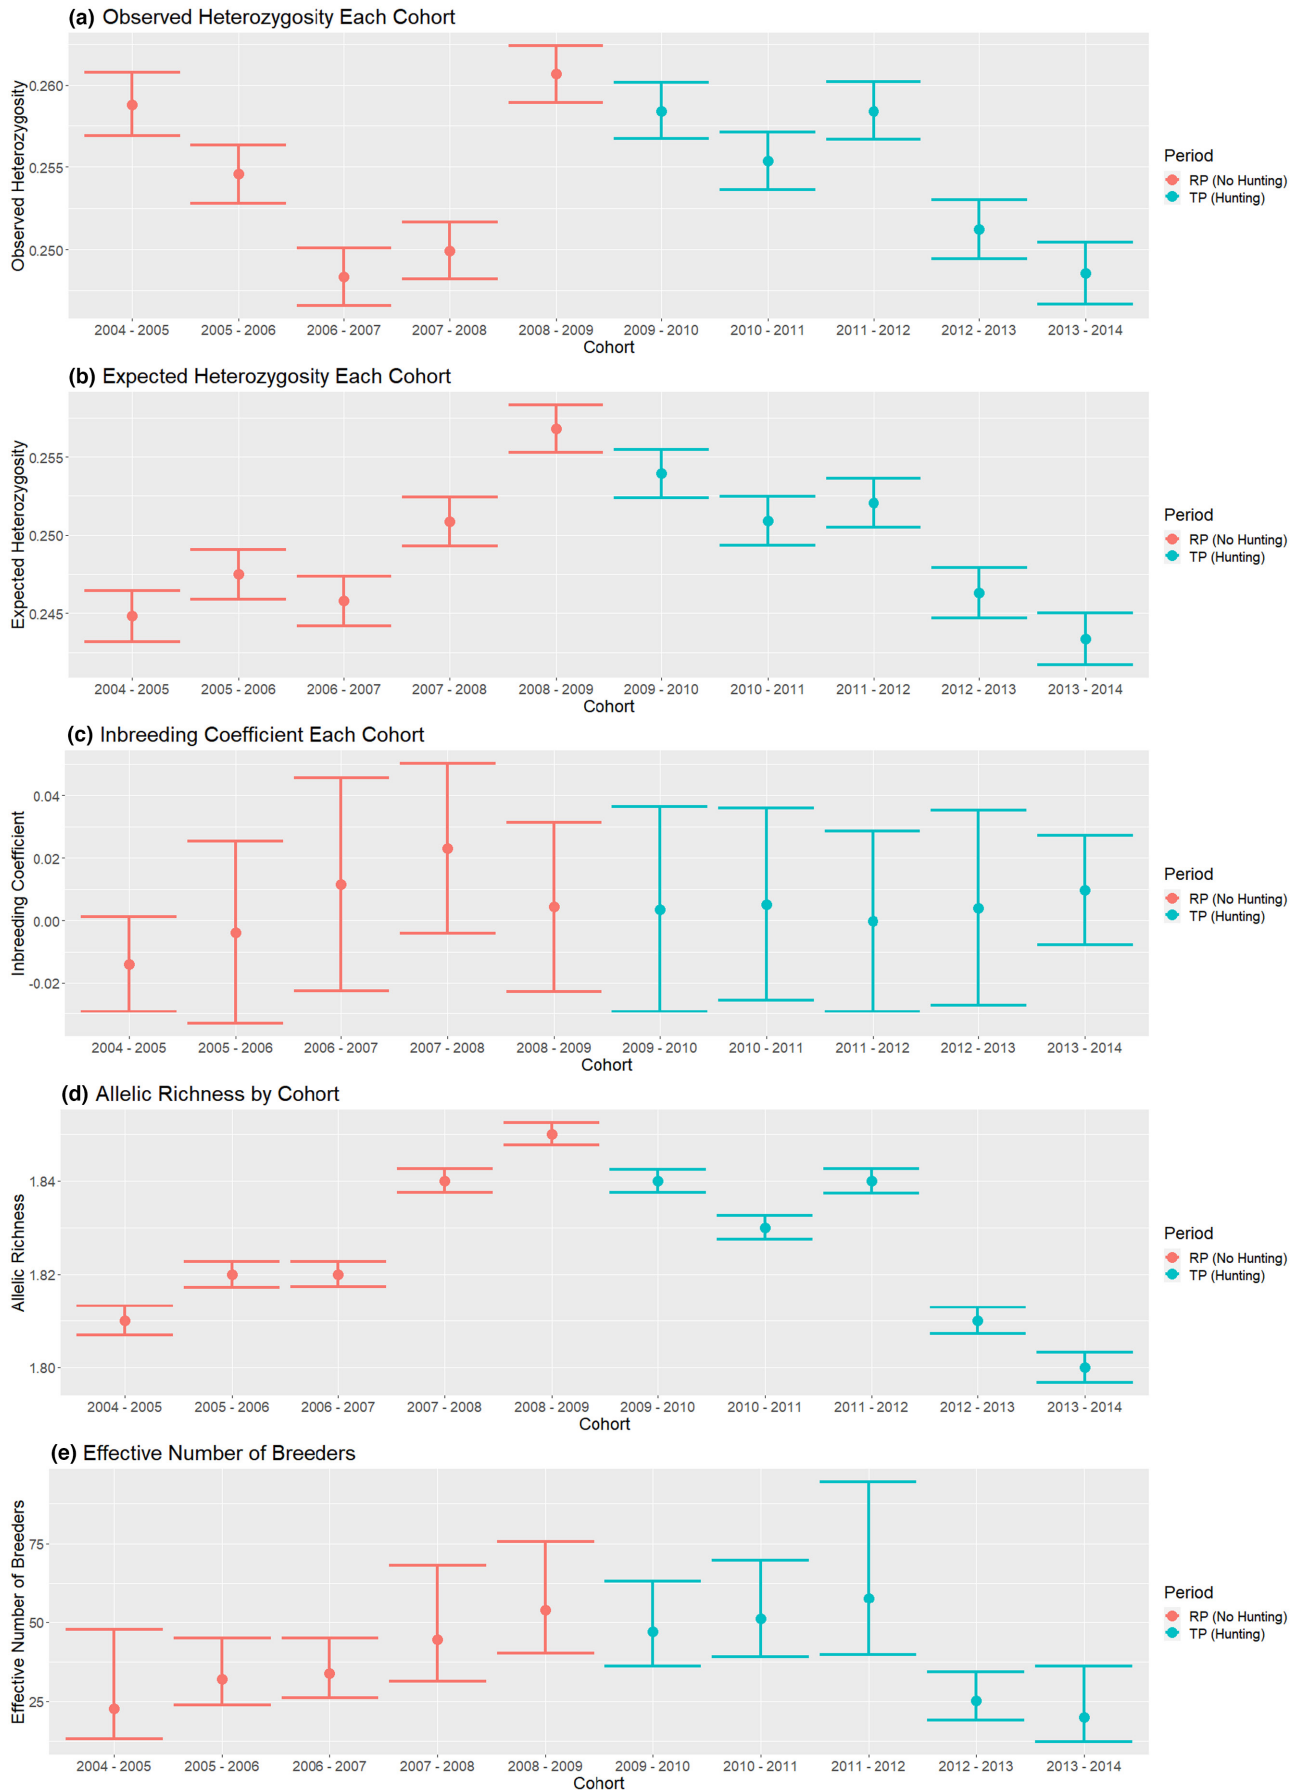 (a) Observed Heterozygosity Each Cohort
Observed Heterozygosity
0.260
0.255
0.250
2004 - 2005 2005 - 2006 2006 - 2007 2007 - 2008 2008 - 2009 2009 - 2010 2010 - 2011 2011 - 2012 2012 - 2013 2013 - 2014
Cohort
Period
RP (No Hunting)
TP (Hunting)
(b) Expected Heterozygosity Each Cohort
Expected Heterozygosity
0.255
0.250
0.245
2004 - 2005 2005 - 2006 2006 - 2007 2007 - 2008 2008 - 2009 2009 - 2010 2010 - 2011 2011 - 2012 2012 - 2013 2013 - 2014
Cohort
Period
RP (No Hunting)
TP (Hunting)
(c) Inbreeding Coefficient Each Cohort
Inbreeding Coefficient
0.04
0.02
0.00
-0.02
2004 - 2005 2005 - 2006 2006 - 2007 2007 - 2008 2008 - 2009 2009 - 2010 2010 - 2011 2011 - 2012 2012 - 2013 2013 - 2014
Cohort
Period
RP (No Hunting)
TP (Hunting)
(d) Allelic Richness by Cohort
Allelic Richness
1.84
1.82
1.80
2004 - 2005 2005 - 2006 2006 - 2007 2007 - 2008 2008 - 2009 2009 - 2010 2010 - 2011 2011 - 2012 2012 - 2013 2013 - 2014
Cohort
Period
RP (No Hunting)
TP (Hunting)
(e) Effective Number of Breeders
Effective Number of Breeders
75
50
25
2004 - 2005 2005 - 2006 2006 - 2007 2007 - 2008 2008 - 2009 2009 - 2010 2010 - 2011 2011 - 2012 2012 - 2013 2013 - 2014
Cohort
Period
RP (No Hunting)
TP (Hunting)